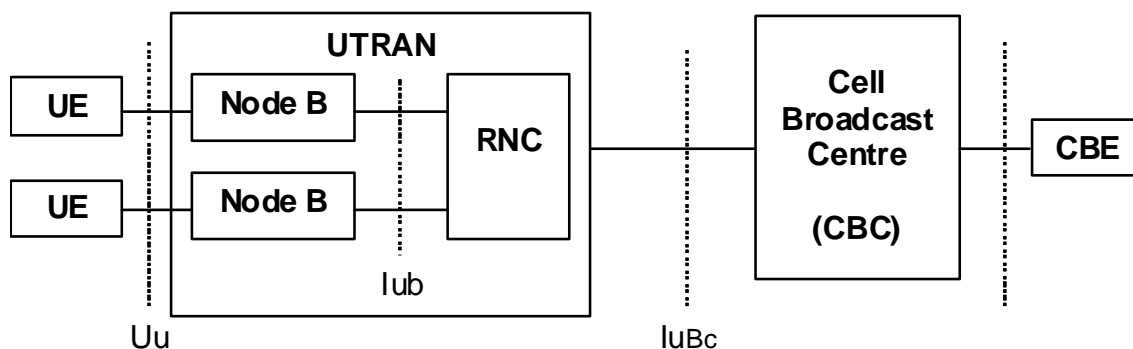 UTRAN
UE
Node B
RNC
Cell
Broadcast
Centre
(CBC)
CBE
UE
Node B
Iub
Uu
IuBc